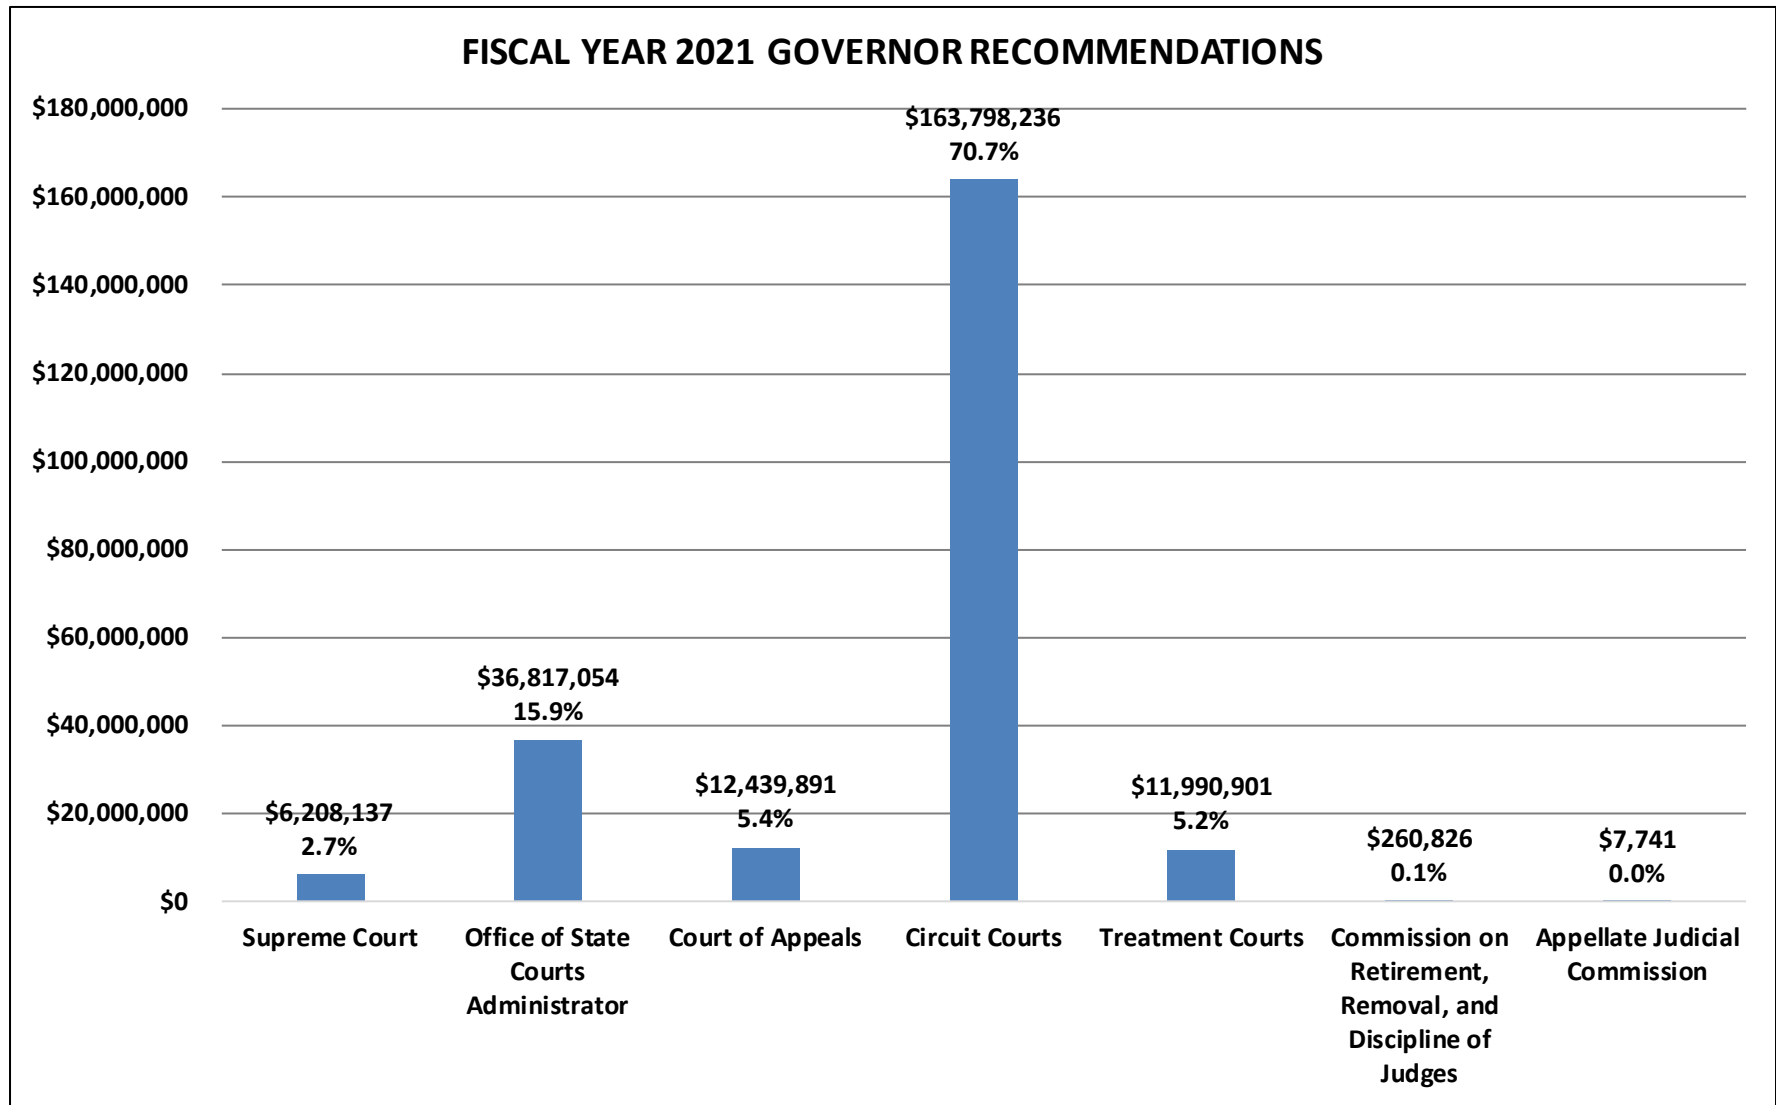 FISCAL YEAR 2021 GOVERNOR RECOMMENDATIONS
$180,000,000
$160,000,000
$140,000,000
$120,000,000
$100,000,000
$80,000,000
$60,000,000
$40,000,000
$20,000,000
$0
$6,208,137
2.7%
$36,817,054
15.9%
$12,439,891
5.4%
$163,798,236
70.7%
$11,990,901
5.2%
$260,826
0.1%
$7,741
0.0%
Supreme Court
Office of State
Courts
Administrator
Court of Appeals
Circuit Courts
Treatment Courts
Commission on
Retirement,
Removal, and
Discipline of
Judges
Appellate Judicial
Commission